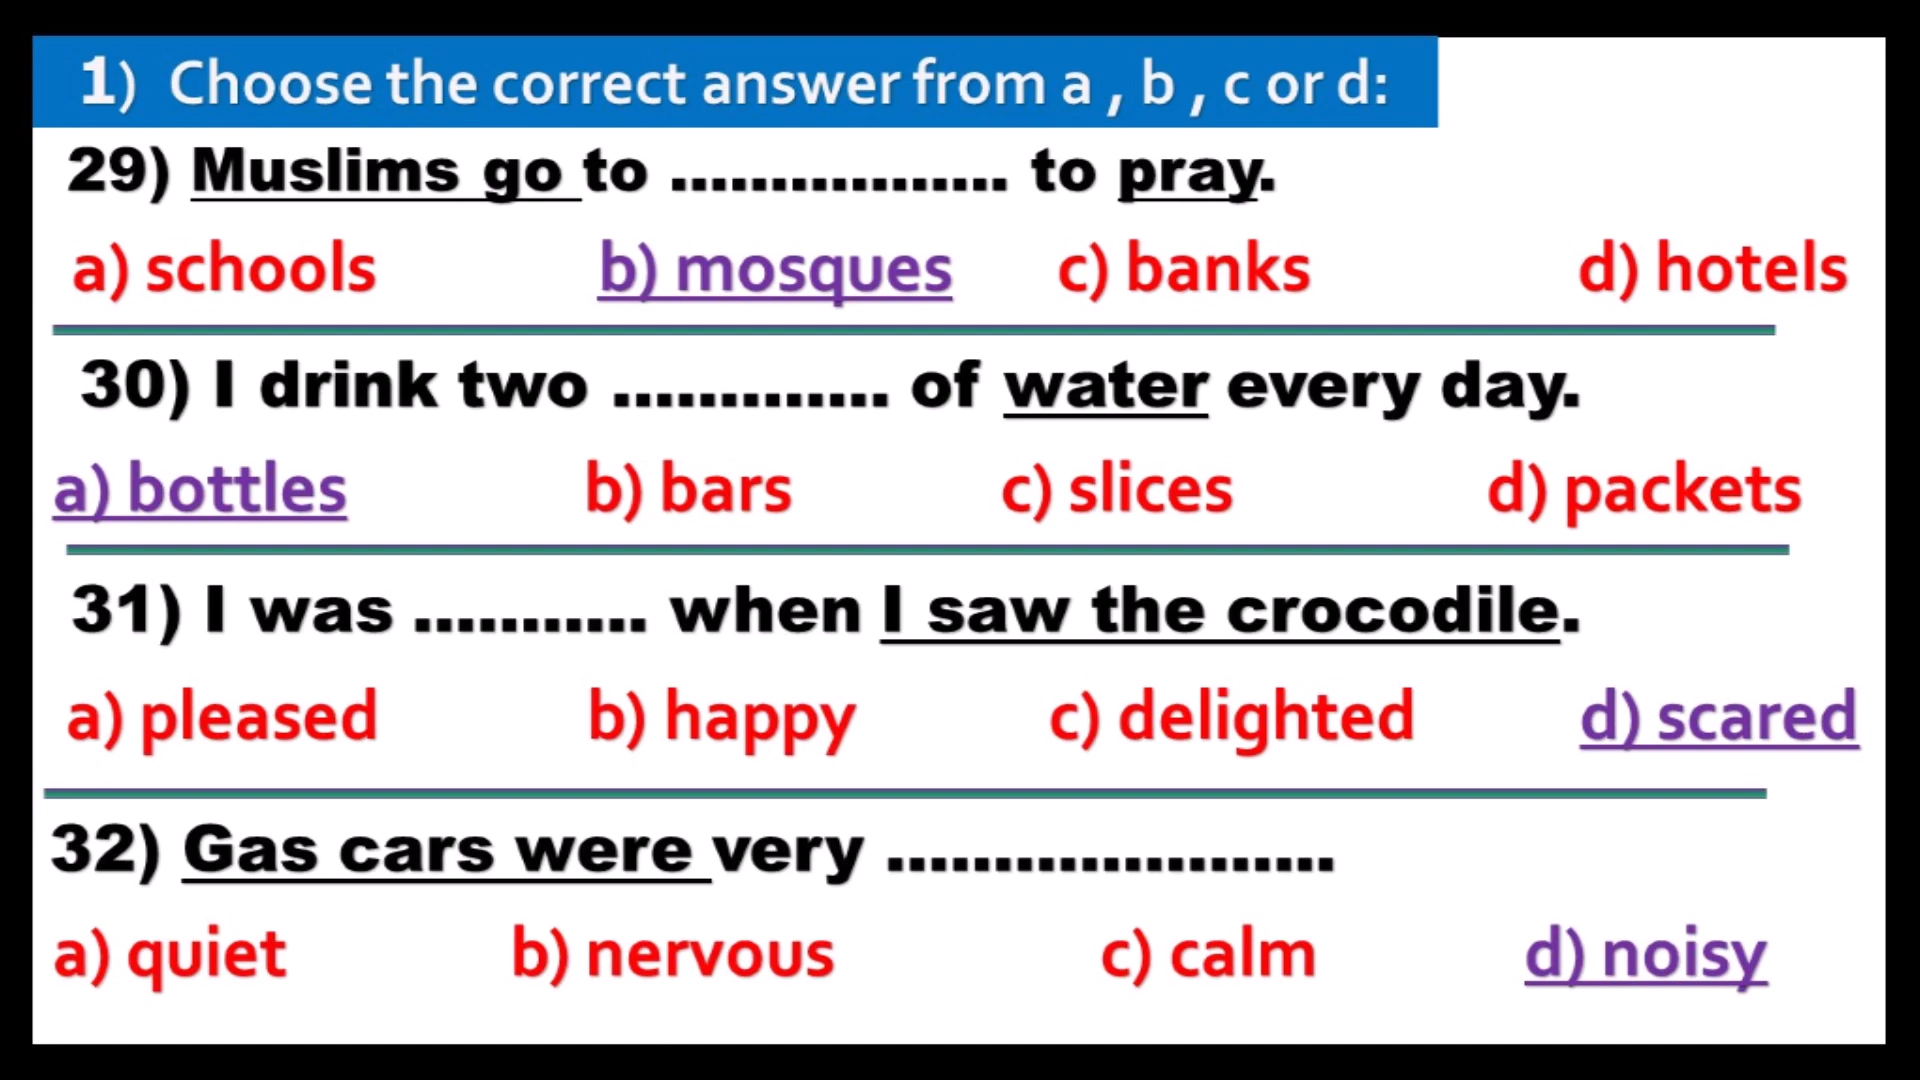 1) Choose the correct answer from a , b , c or d:
29) Muslims go to ................ to pray.
a) schools b) mosques c) banks d) hotels
30) I drink two ............. of water every day.
a) bottles b) bars c) slices d) packets
31) I was ........... when I saw the crocodile.
a) pleased b) happy c) delighted d) scared
32) Gas cars were very .....................
a) quiet b) nervous c) calm d) noisy